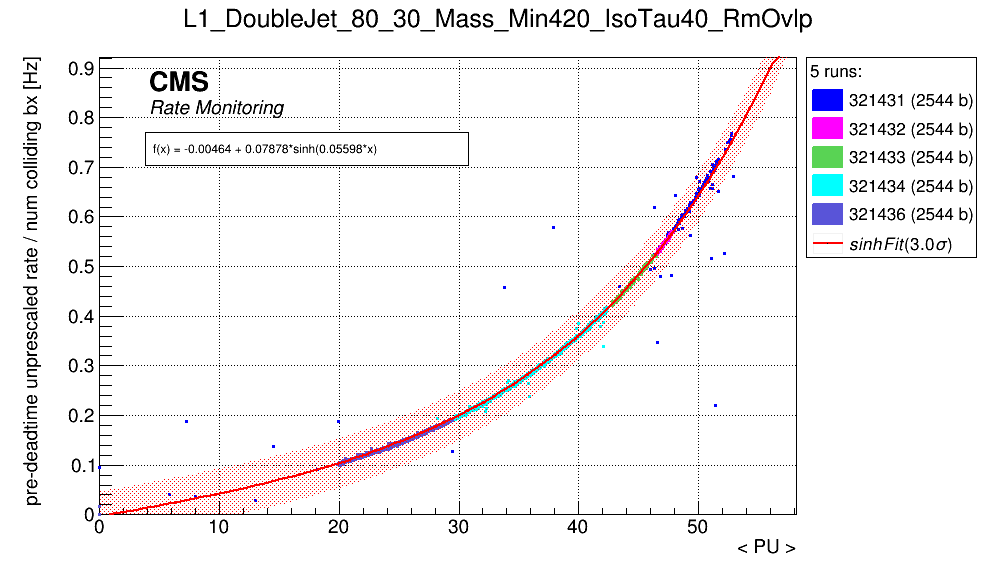 L1_DoubleJet_80_30_Mass_Min420_IsoTau40_RmOvlp
pre-deadtime unprescaled rate / num colliding bx [Hz]
0.9
0.8
0.7
0.6
0.5
0.4
0.3
0.2
0.1
0
CMS
Rate Monitoring
f(x) = -0.00464 + 0.07878*sinh(0.05598*x)
0 10 20 30 40 50
< PU >
5 runs:
321431 (2544 b)
321432 (2544 b)
321433 (2544 b)
321434 (2544 b)
321436 (2544 b)
sinhFit(3.0σ)